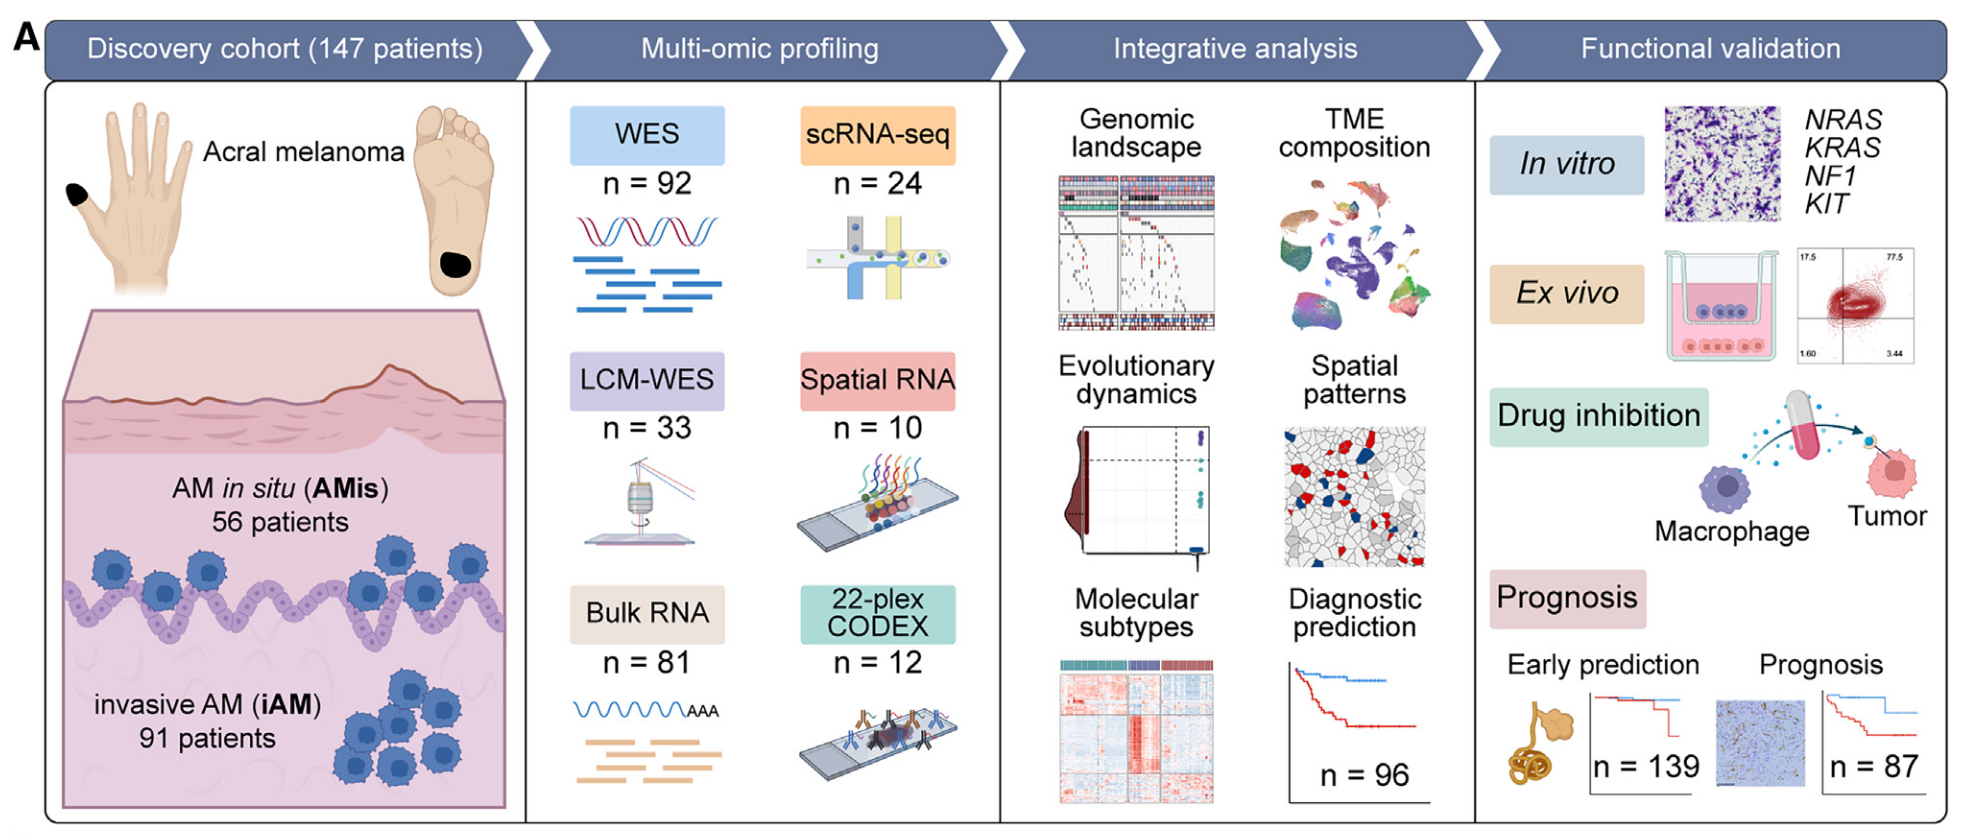 A
Discovery cohort (147 patients)
Multi-omic profiling
Integrative analysis
Functional validation
Acral melanoma
AM in situ (AMis)
56 patients
invasive AM (iAM)
91 patients
WES
n = 92
scRNA-seq
n = 24
LCM-WES
n = 33
Spatial RNA
n = 10
Bulk RNA
n = 81
AAA
22-plex
CODEX
n = 12
Genomic
landscape
TME
composition
Evolutionary
dynamics
Spatial
patterns
Molecular
subtypes
Diagnostic
prediction
n = 96
In vitro
NRAS
KRAS
NF1
KIT
Ex vivo
17.5
77.5
1.60
3.44
Drug inhibition
Macrophage
Tumor
Prognosis
Early prediction
n = 139
Prognosis
n = 87